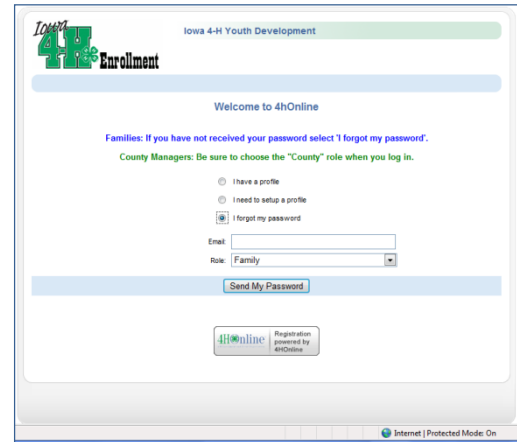 Iowa
4-H Enrollment
Iowa 4-H Youth Development
Welcome to 4hOnline
Families: If you have not received your password select 'I forgot my password'.
County Managers: Be sure to choose the "County" role when you log in.
I have a profile
I need to setup a profile
I forgot my password
Email:
Role: Family
Send My Password
4HOnline
Registration
powered by
4HOnline
Internet | Protected Mode: On